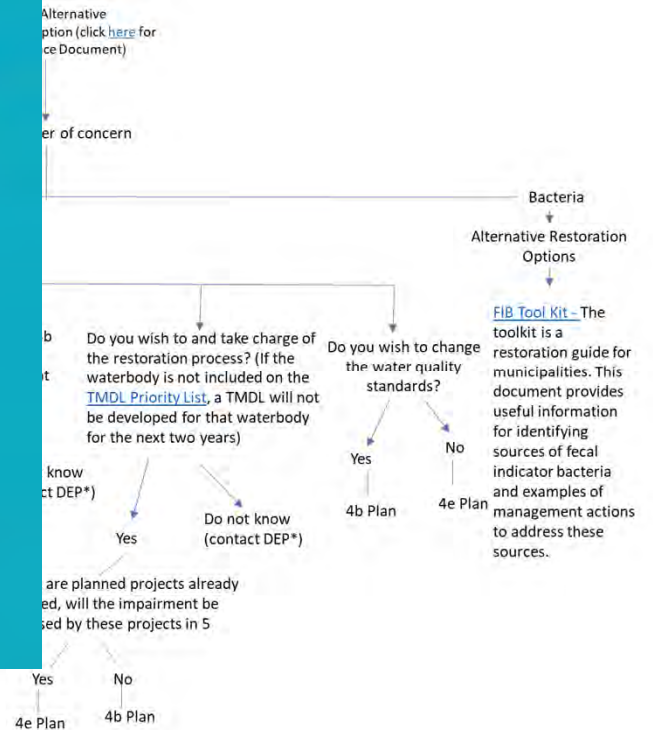 Alternative
ption (click here for
ce Document)
er of concern
Bacteria
Alternative Restoration
Options
FIB Tool Kit - The
toolkit is a
restoration guide for
municipalities. This
document provides
useful information
for identifying
sources of fecal
indicator bacteria
and examples of
management actions
to address these
sources.
b
t
know
ct DEP*)
Do you wish to and take charge of
the restoration process? (If the
waterbody is not included on the
TMDL Priority List, a TMDL will not
be developed for that waterbody
for the next two years)
Yes
Do not know
(contact DEP*)
are planned projects already
ed, will the impairment be
sed by these projects in 5
Yes
No
4e Plan
4b Plan
Do you wish to change
the water quality
standards?
Yes
No
4b Plan
4e Plan